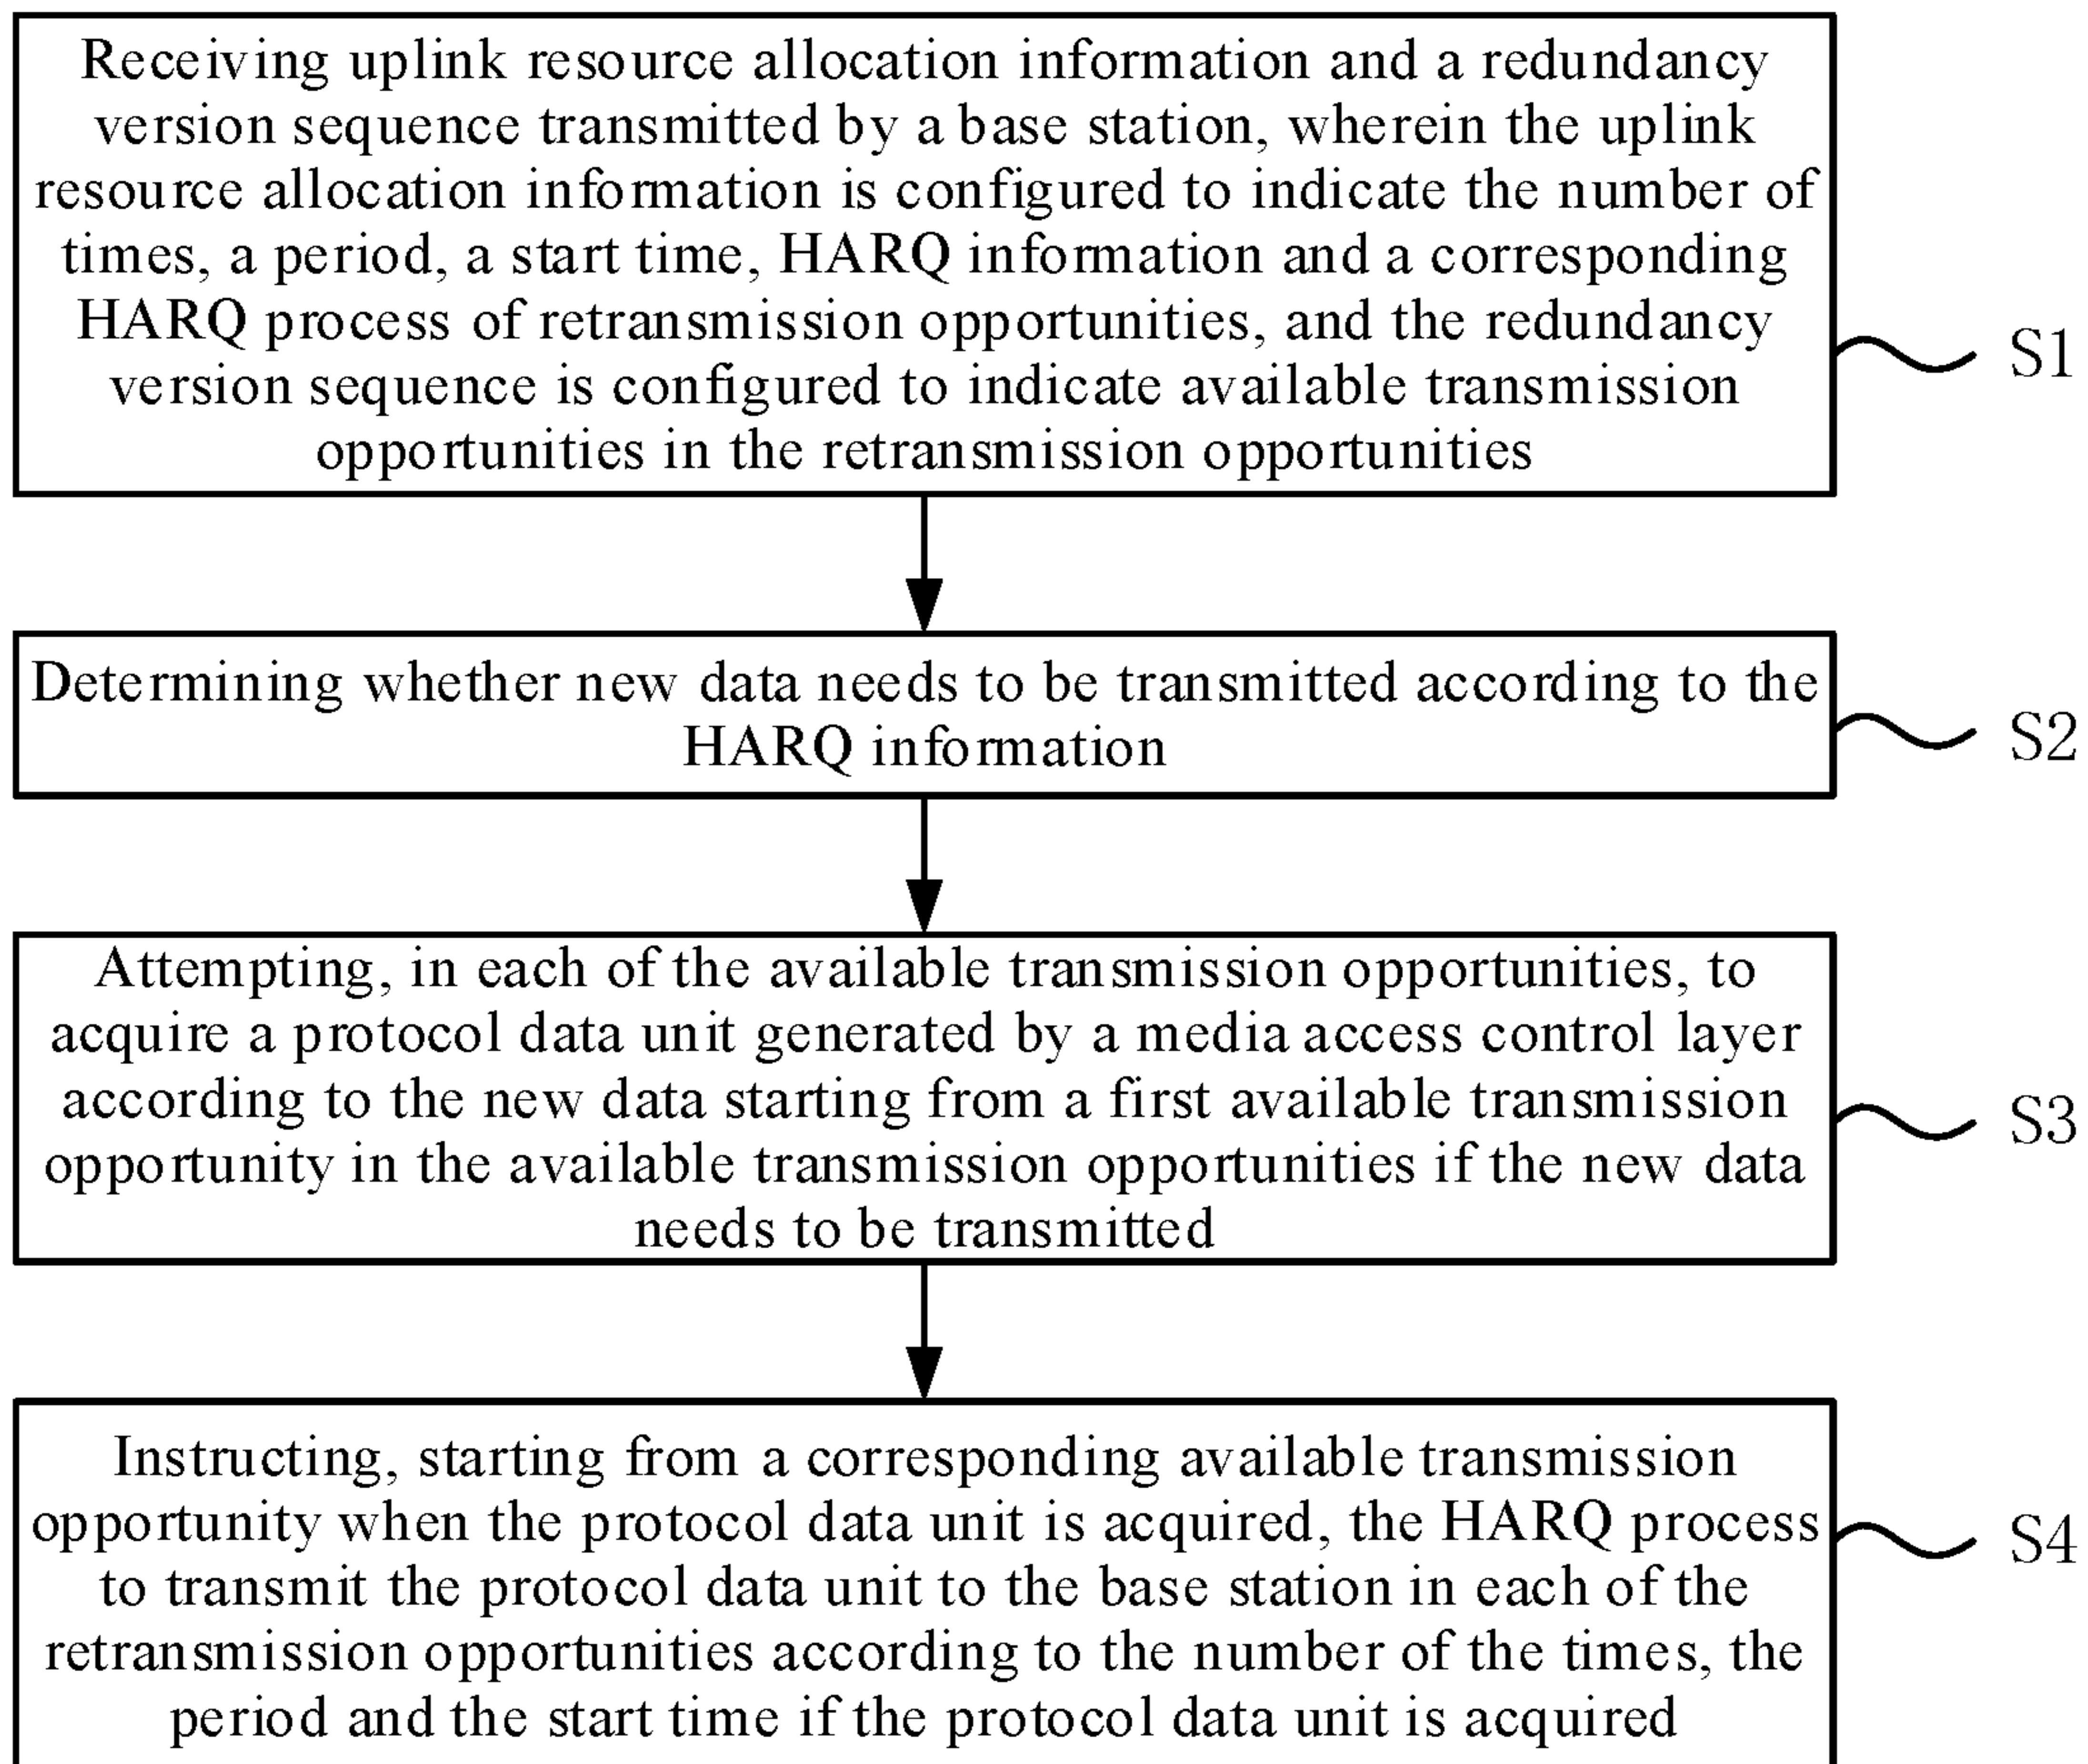 Receiving uplink resource allocation information and a redundancy
version sequence transmitted by a base station, wherein the uplink
resource allocation information is configured to indicate the number of
times, a period, a start time, HARQ information and a corresponding
HARQ process of retransmission opportunities, and the redundancy
version sequence is configured to indicate available transmission
opportunities in the retransmission opportunities
S1
Determining whether new data needs to be transmitted according to the
HARQ information
S2
Attempting, in each of the available transmission opportunities, to
acquire a protocol data unit generated by a media access control layer
according to the new data starting from a first available transmission
opportunity in the available transmission opportunities if the new data
needs to be transmitted
S3
Instructing, starting from a corresponding available transmission
opportunity when the protocol data unit is acquired, the HARQ process
to transmit the protocol data unit to the base station in each of the
retransmission opportunities according to the number of the times, the
period and the start time if the protocol data unit is acquired
S4